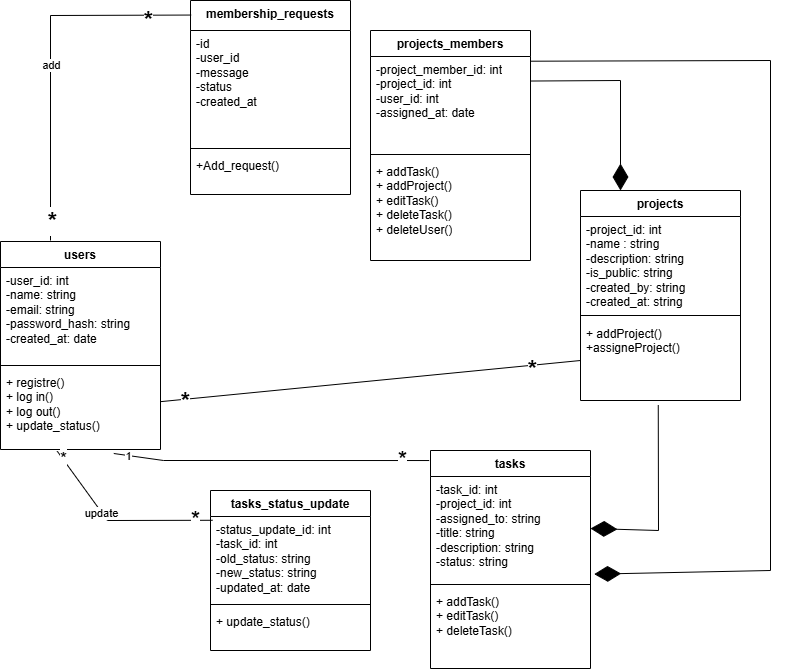 membership_requests
-id
-user_id
-message
-status
-created_at
+Add_request()
*
add
*
projects_members
-project_member_id: int
-project_id: int
-user_id: int
-assigned_at: date
+ addTask()
+ addProject()
+ editTask()
+ deleteTask()
+ deleteUser()
projects
-project_id: int
-name : string
-description: string
-is_public: string
-created_by: string
-created_at: string
+ addProject()
+assigneProject()
users
-user_id: int
-name: string
-email: string
-password_hash: string
-created_at: date
+ registre()
+ log in()
+ log out()
+ update_status()
*
*
*
1
*
update
*
tasks_status_update
-status_update_id: int
-task_id: int
-old_status: string
-new_status: string
-updated_at: date
+ update_status()
tasks
-task_id: int
-project_id: int
-assigned_to: string
-title: string
-description: string
-status: string
+ addTask()
+ editTask()
+ deleteTask()